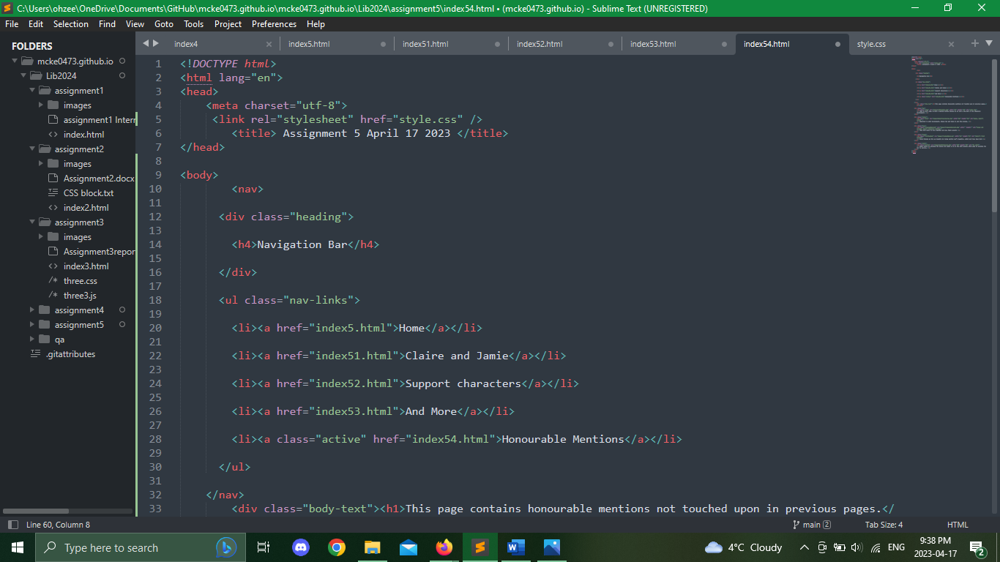 C:\Users\ohzee\OneDrive\Documents\GitHub\mcke0473.github.io\mcke0473.github.io\Lib2024\assignment5\index54.html • (mcke0473.github.io) - Sublime Text (UNREGISTERED)
File Edit Selection Find View Goto Tools Project Preferences Help
FOLDERS
mcke0473.github.io
Lib2024
assignment1
images
assignment1 Interr
index.html
assignment2
images
Assignment2.docx
CSS block.txt
index2.html
assignment3
images
Assignment3repor
index3.html
/* three.css
/* three3.js
assignment4
assignment5
qa
.gitattributes
index4 index5.html index51.html index52.html index53.html index54.html style.css
1 <!DOCTYPE html>
2 <html lang="en">
3 <head>
4 <meta charset="utf-8">
5 <link rel="stylesheet" href="style.css" />
6 <title> Assignment 5 April 17 2023 </title>
7 </head>
8
9 <body>
10 <nav>
11
12 <div class="heading">
13
14 <h4>Navigation Bar</h4>
15
16 </div>
17
18 <ul class="nav-links">
19
20 <li><a href="index5.html">Home</a></li>
21
22 <li><a href="index51.html">Claire and Jamie</a></li>
23
24 <li><a href="index52.html">Support characters</a></li>
25
26 <li><a href="index53.html">And More</a></li>
27
28 <li><a class="active" href="index54.html">Honourable Mentions</a></li>
29
30 </ul>
31
32 </nav>
33 <div class="body-text"><h1>This page contains honourable mentions not touched upon in previous pages.</
Line 60, Column 8 main 2 Tab Size: 4 HTML
Type here to search 4°C Cloudy ENG 9:38 PM
2023-04-17 2